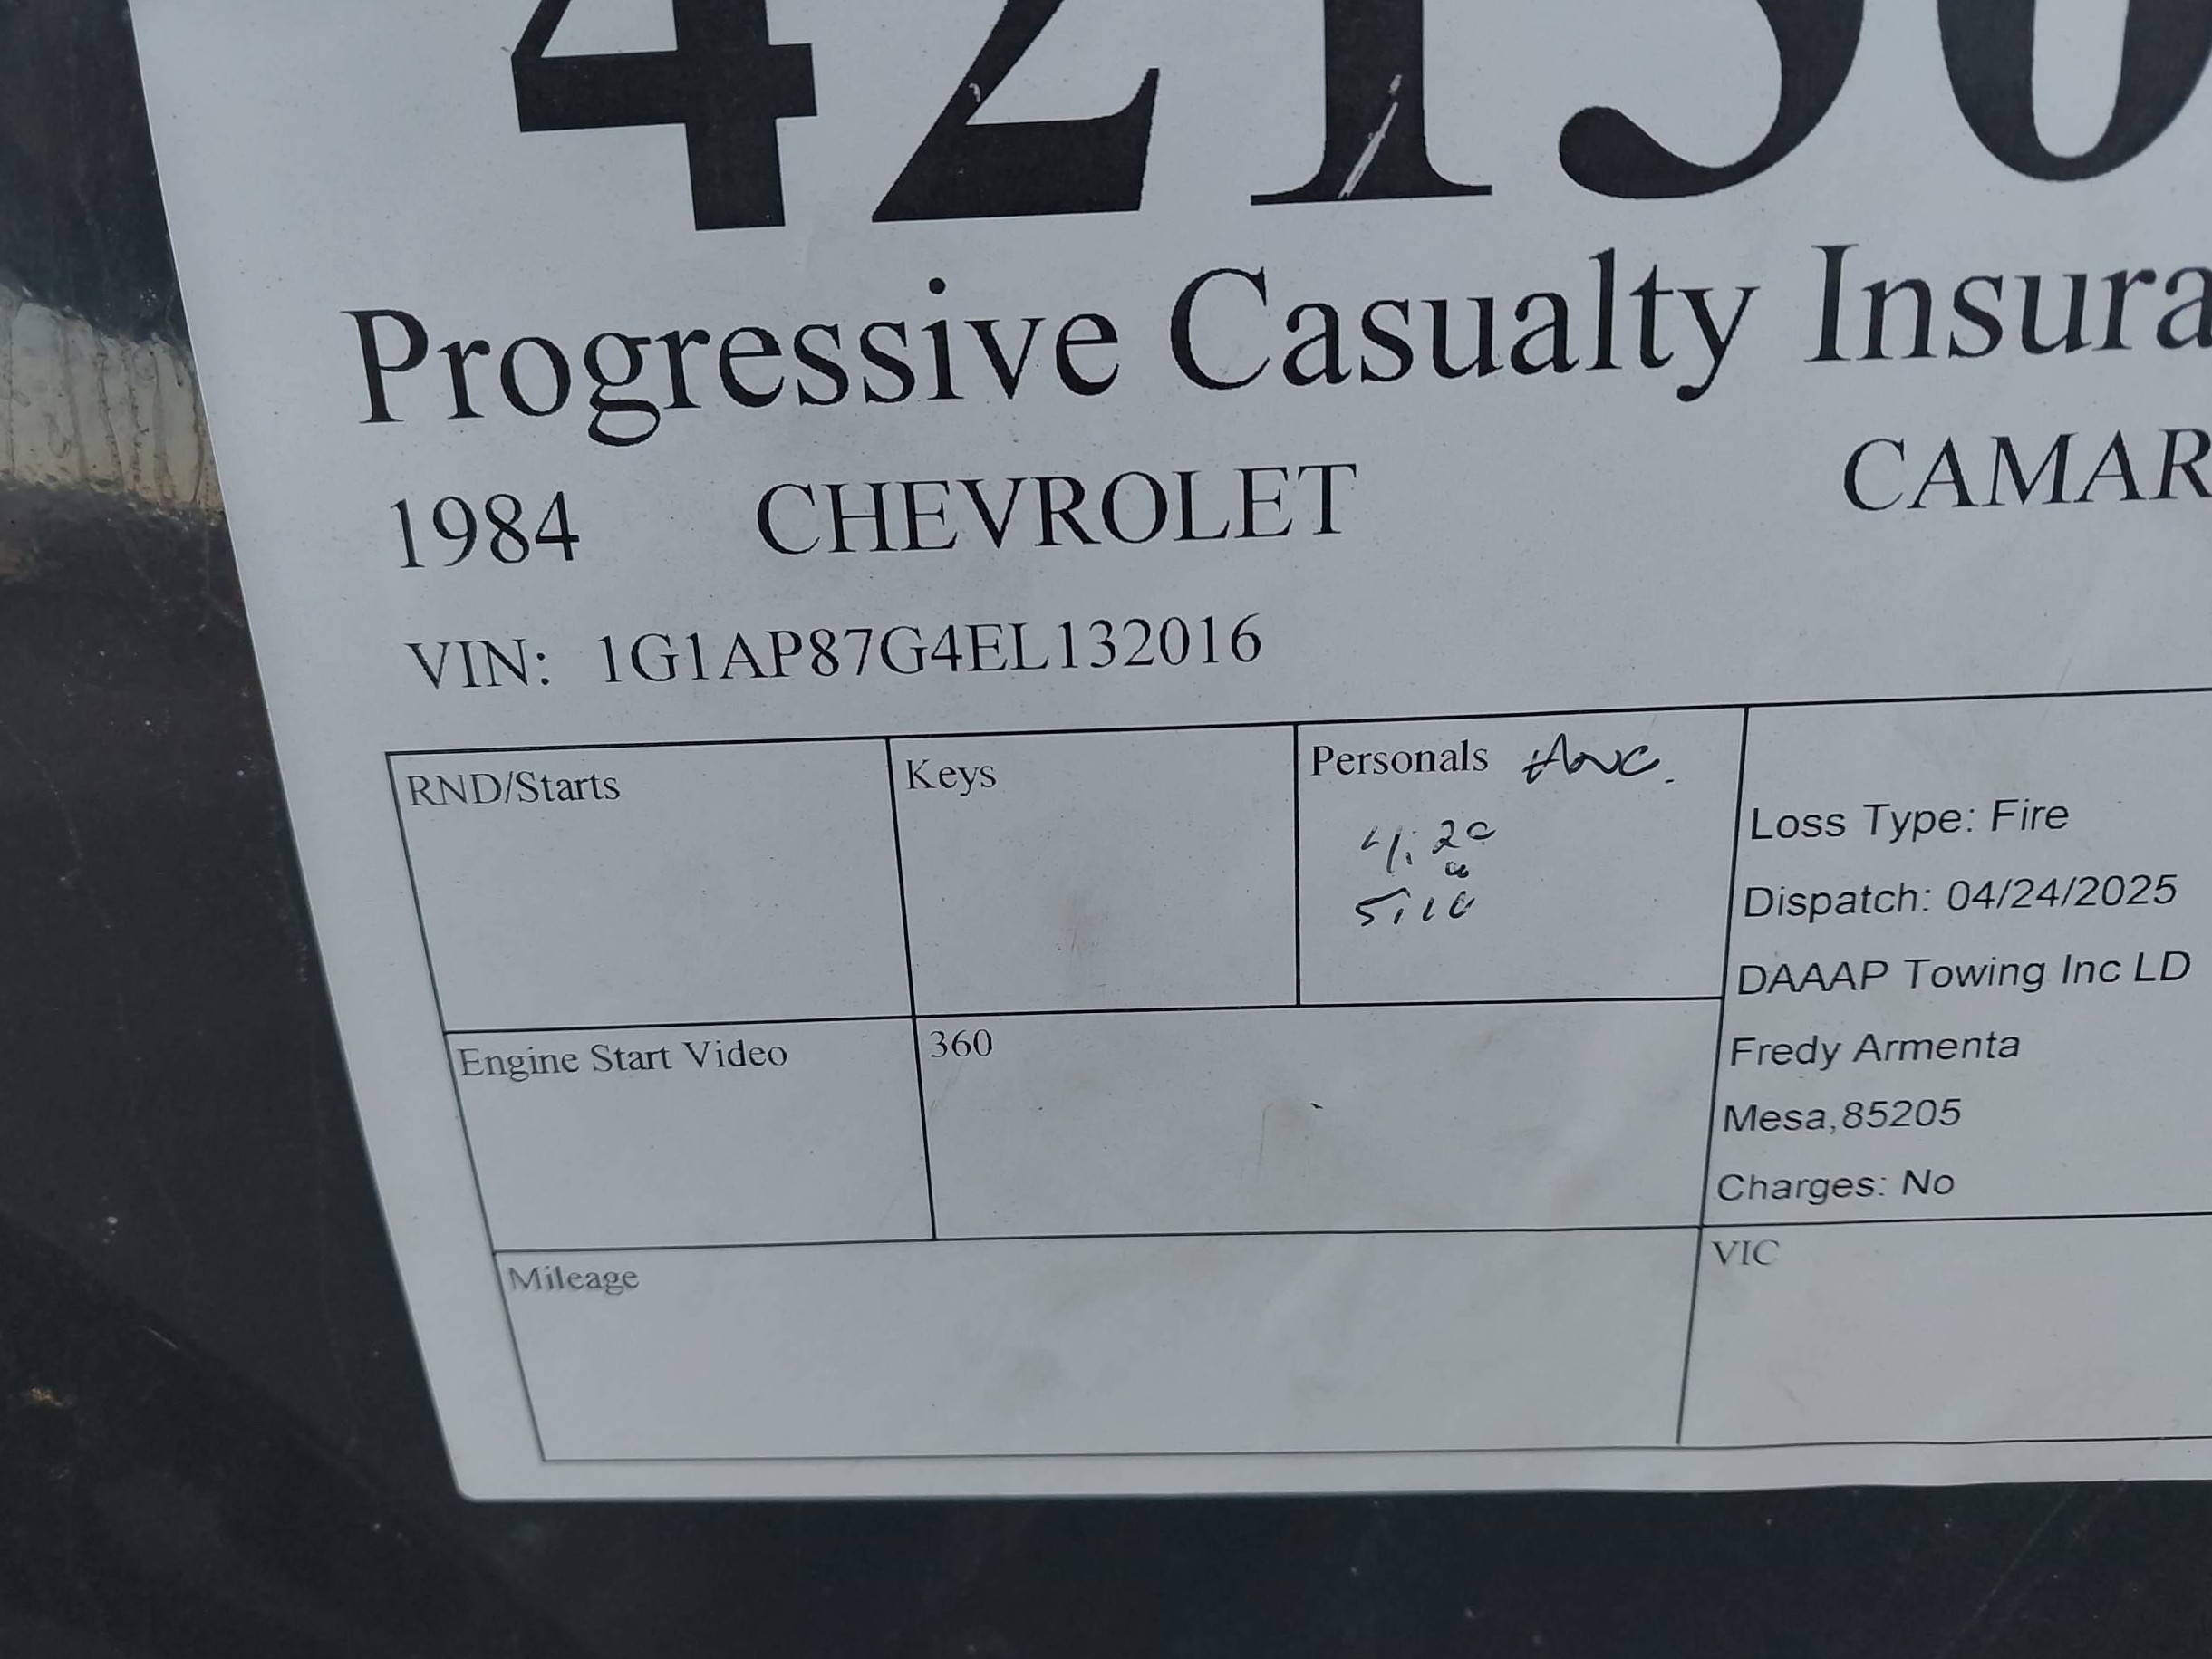 Progressive Casualty Insura
1984 CHEVROLET CAMAR
VIN: 1G1AP87G4EL132016
RND/Starts
Keys
Personals
Loss Type: Fire
Dispatch: 04/24/2025
DAAAP Towing Inc LD
Fredy Armenta
Mesa,85205
Charges: No
Engine Start Video
360
Mileage
VIC